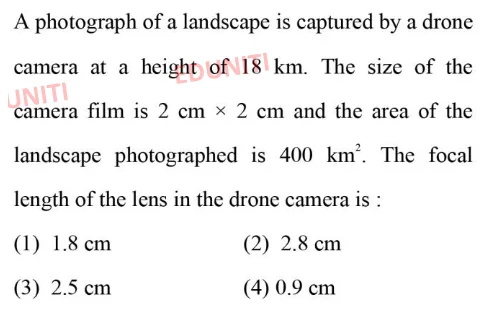 A photograph of a landscape is captured by a drone
camera at a height of 18 km. The size of the
EDUNITI
UNITI
camera film is 2 cm × 2 cm and the area of the
landscape photographed is 400 km². The focal
length of the lens in the drone camera is :
(1) 1.8 cm (2) 2.8 cm
(3) 2.5 cm (4) 0.9 cm